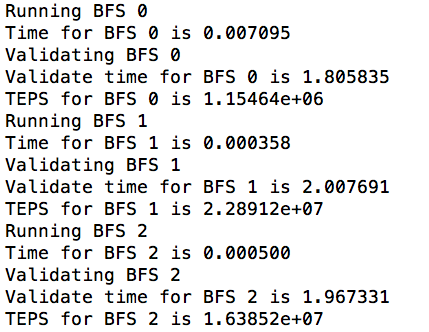 Running BFS 0
Time for BFS 0 is 0.007095
Validating BFS 0
Validate time for BFS 0 is 1.805835
TEPS for BFS 0 is 1.15464e+06
Running BFS 1
Time for BFS 1 is 0.000358
Validating BFS 1
Validate time for BFS 1 is 2.007691
TEPS for BFS 1 is 2.28912e+07
Running BFS 2
Time for BFS 2 is 0.000500
Validating BFS 2
Validate time for BFS 2 is 1.967331
TEPS for BFS 2 is 1.63852e+07